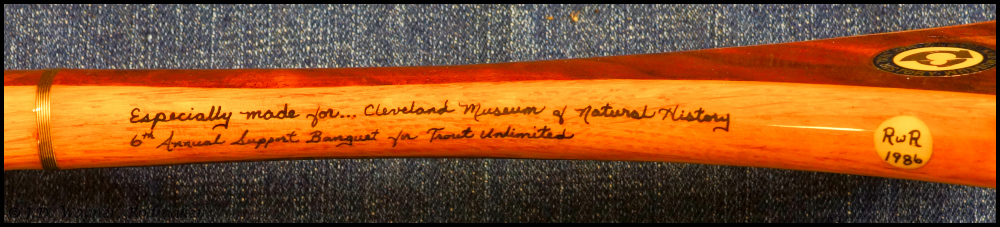 Especially made for... Cleveland Museum of Natural History
6th Annual Support Banquet for Trout Unlimited
RWR
1986